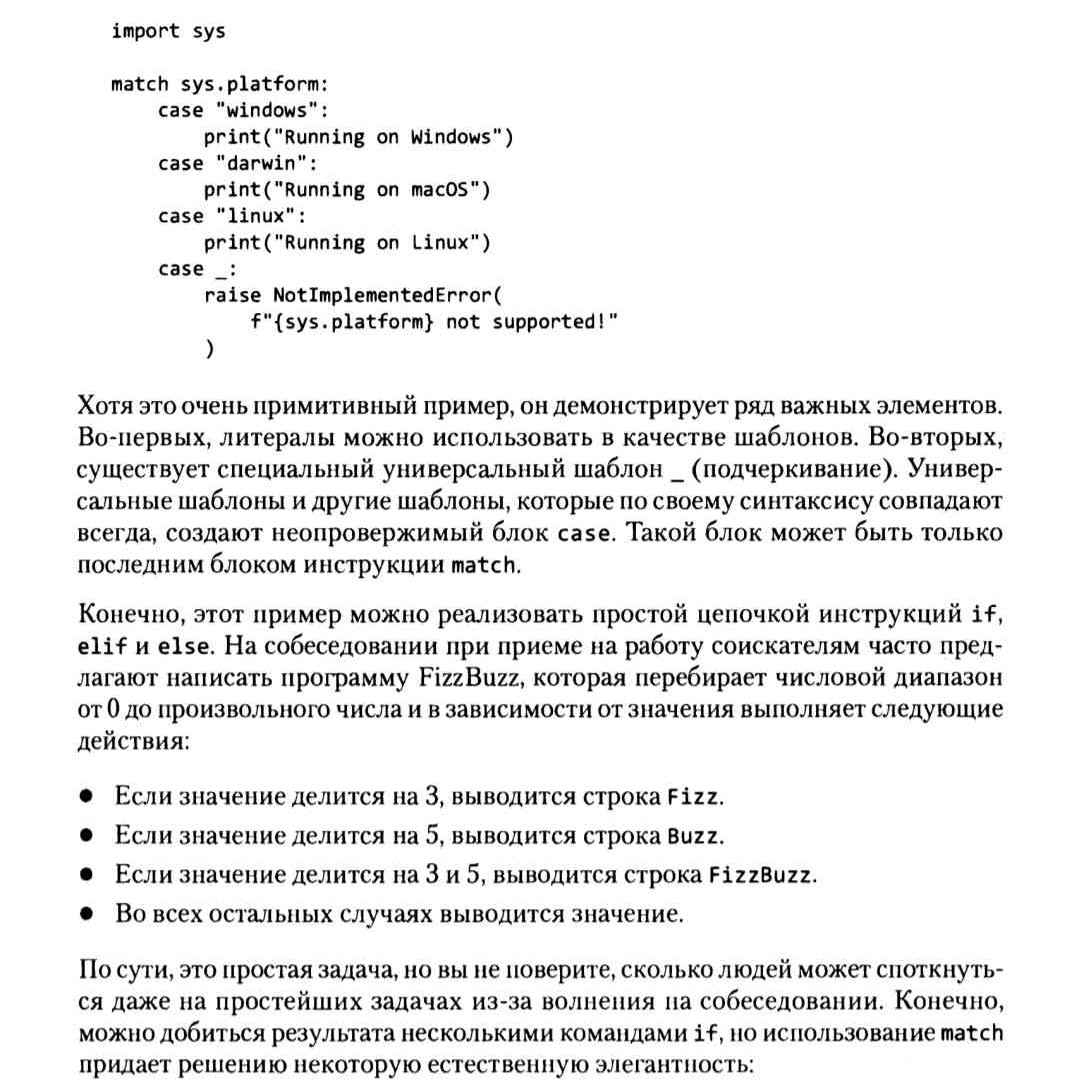 import sys
match sys.platform:
case "windows":
print("Running on Windows")
case "darwin":
print("Running on macOS")
case "linux":
print("Running on Linux")
case _:
raise NotImplementedError(
f"{sys.platform} not supported!"
)
Хотя это очень примитивный пример, он демонстрирует ряд важных элементов.
Во-первых, литералы можно использовать в качестве шаблонов. Во-вторых,
существует специальный универсальный шаблон _ (подчеркивание). Универ-
сальные шаблоны и другие шаблоны, которые по своему синтаксису совпадают
всегда, создают неопровержимый блок case. Такой блок может быть только
последним блоком инструкции match.
Конечно, этот пример можно реализовать простой цепочкой инструкций if,
elif и else. На собеседовании при приеме на работу соискателям часто пред-
лагают написать программу FizzBuzz, которая перебирает числовой диапазон
от 0 до произвольного числа и в зависимости от значения выполняет следующие
действия:
● Если значение делится на 3, выводится строка Fizz.
● Если значение делится на 5, выводится строка Buzz.
● Если значение делится на 3 и 5, выводится строка FizzBuzz.
● Во всех остальных случаях выводится значение.
По сути, это простая задача, но вы не поверите, сколько людей может споткнуть-
ся даже на простейших задачах из-за волнения на собеседовании. Конечно,
можно добиться результата несколькими командами if, но использование match
придает решению некоторую естественную элегантность: